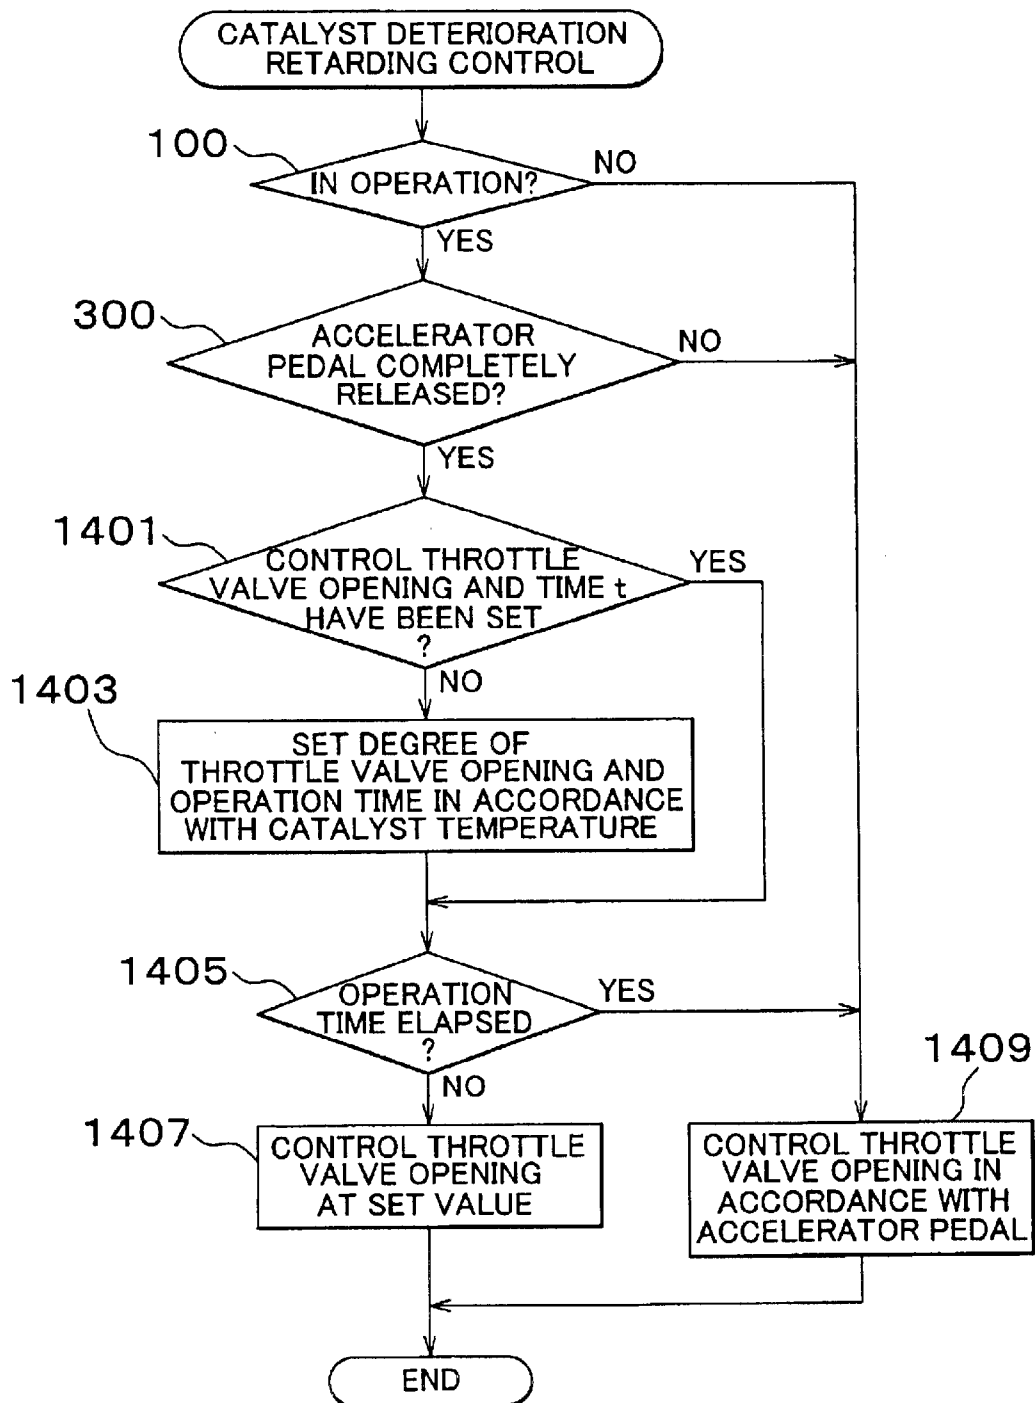 CATALYST DETERIORATION
RETARDING CONTROL
100
IN OPERATION?
NO
YES
300
ACCELERATOR
PEDAL COMPLETELY
RELEASED?
NO
YES
1401
CONTROL THROTTLE
VALVE OPENING AND TIME t
HAVE BEEN SET
?
YES
NO
1403
SET DEGREE OF
THROTTLE VALVE OPENING AND
OPERATION TIME IN ACCORDANCE
WITH CATALYST TEMPERATURE
1405
OPERATION
TIME ELAPSED
?
YES
NO
1407
CONTROL THROTTLE
VALVE OPENING
AT SET VALUE
1409
CONTROL THROTTLE
VALVE OPENING IN
ACCORDANCE WITH
ACCELERATOR PEDAL
END